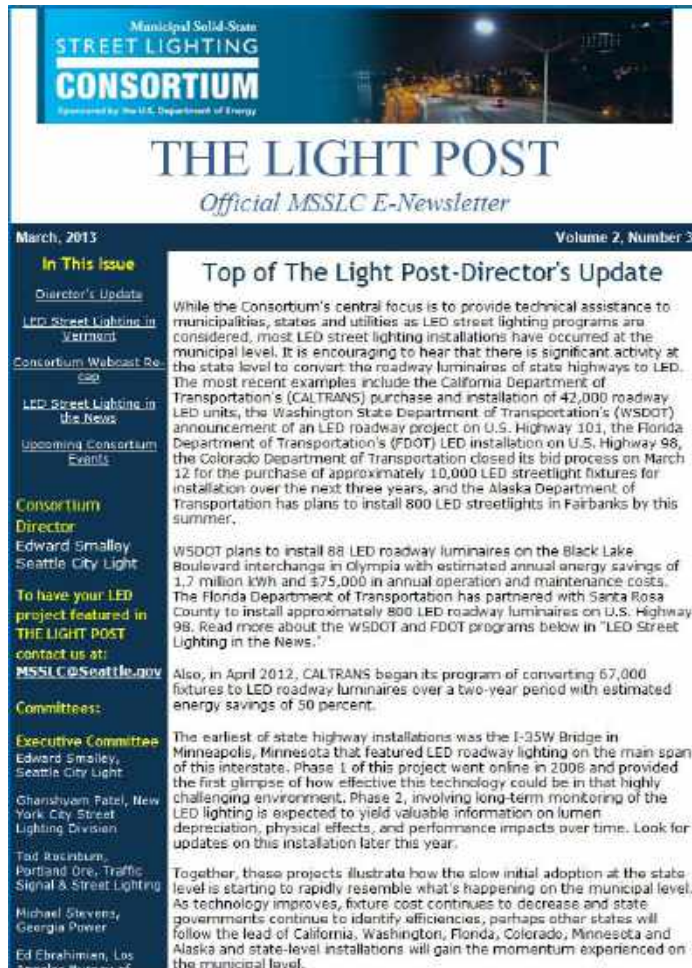 Municipal Solid-State
STREET LIGHTING
CONSORTIUM
Sponsored by the U.S. Department of Energy
THE LIGHT POST
Official MSSLC E-Newsletter
March, 2013
Volume 2, Number 3
In This Issue
Director's Update
LED Street Lighting in
Vermont
Consortium Webcast Re-
cap
LED Street Lighting in
the News
Upcoming Consortium
Events
Consortium
Director
Edward Smalley
Seattle City Light
To have your LED
project featured in
THE LIGHT POST
contact us at:
MSSLC@Seattle.gov
Committees:
Executive Committee
Edward Smalley,
Seattle City Light
Ghanshyam Patel, New
York City Street
Lighting Division
Portland Ore, Traffic
Signal & Street Lighting
Michael Stevens,
Georgia Power
Ed Ebrahimian, Los
Top of The Light Post-Director's Update
While the Consortium's central focus is to provide technical assistance to
municipalities, states and utilities as LED street lighting programs are
considered, most LED street lighting installations have occurred at the
municipal level. It is encouraging to hear that there is significant activity at
the state level to convert the roadway luminaires of state highways to LED.
The most recent examples include the California Department of
Transportation's (CALTRANS) purchase and installation of 42,000 roadway
LED units, the Washington State Department of Transportation's (WSDOT)
announcement of an LED roadway project on U.S. Highway 101, the Florida
Department of Transportation's (FDOT) LED installation on U.S. Highway 98,
the Colorado Department of Transportation closed its bid process on March
12 for the purchase of approximately 10,000 LED streetlight fixtures for
installation over the next three years, and the Alaska Department of
Transportation has plans to install 800 LED streetlights in Fairbanks by this
summer.
WSDOT plans to install 88 LED roadway luminaires on the Black Lake
Boulevard interchange in Olympia with estimated annual energy savings of
1.7 million kWh and $75,000 in annual operation and maintenance costs.
The Florida Department of Transportation has partnered with Santa Rosa
County to install approximately 800 LED roadway luminaires on U.S. Highway
98. Read more about the WSDOT and FDOT programs below in "LED Street
Lighting in the News."
Also, in April 2012, CALTRANS began its program of converting 67,000
fixtures to LED roadway luminaires over a two-year period with estimated
energy savings of 50 percent.
The earliest of state highway installations was the I-35W Bridge in
Minneapolis, Minnesota that featured LED roadway lighting on the main span
of this interstate. Phase 1 of this project went online in 2008 and provided
the first glimpse of how effective this technology could be in that highly
challenging environment. Phase 2, involving long-term monitoring of the
LED lighting is expected to yield valuable information on lumen
depreciation, physical effects, and performance impacts over time. Look for
updates on this installation later this year.
Together, these projects illustrate how the slow initial adoption at the state
level is starting to rapidly resemble what's happening on the municipal level.
As technology improves, fixture cost continues to decrease and state
governments continue to identify efficiencies, perhaps other states will
follow the lead of California, Washington, Florida, Colorado, Minnesota and
Alaska and state-level installations will gain the momentum experienced on
the municipal level.